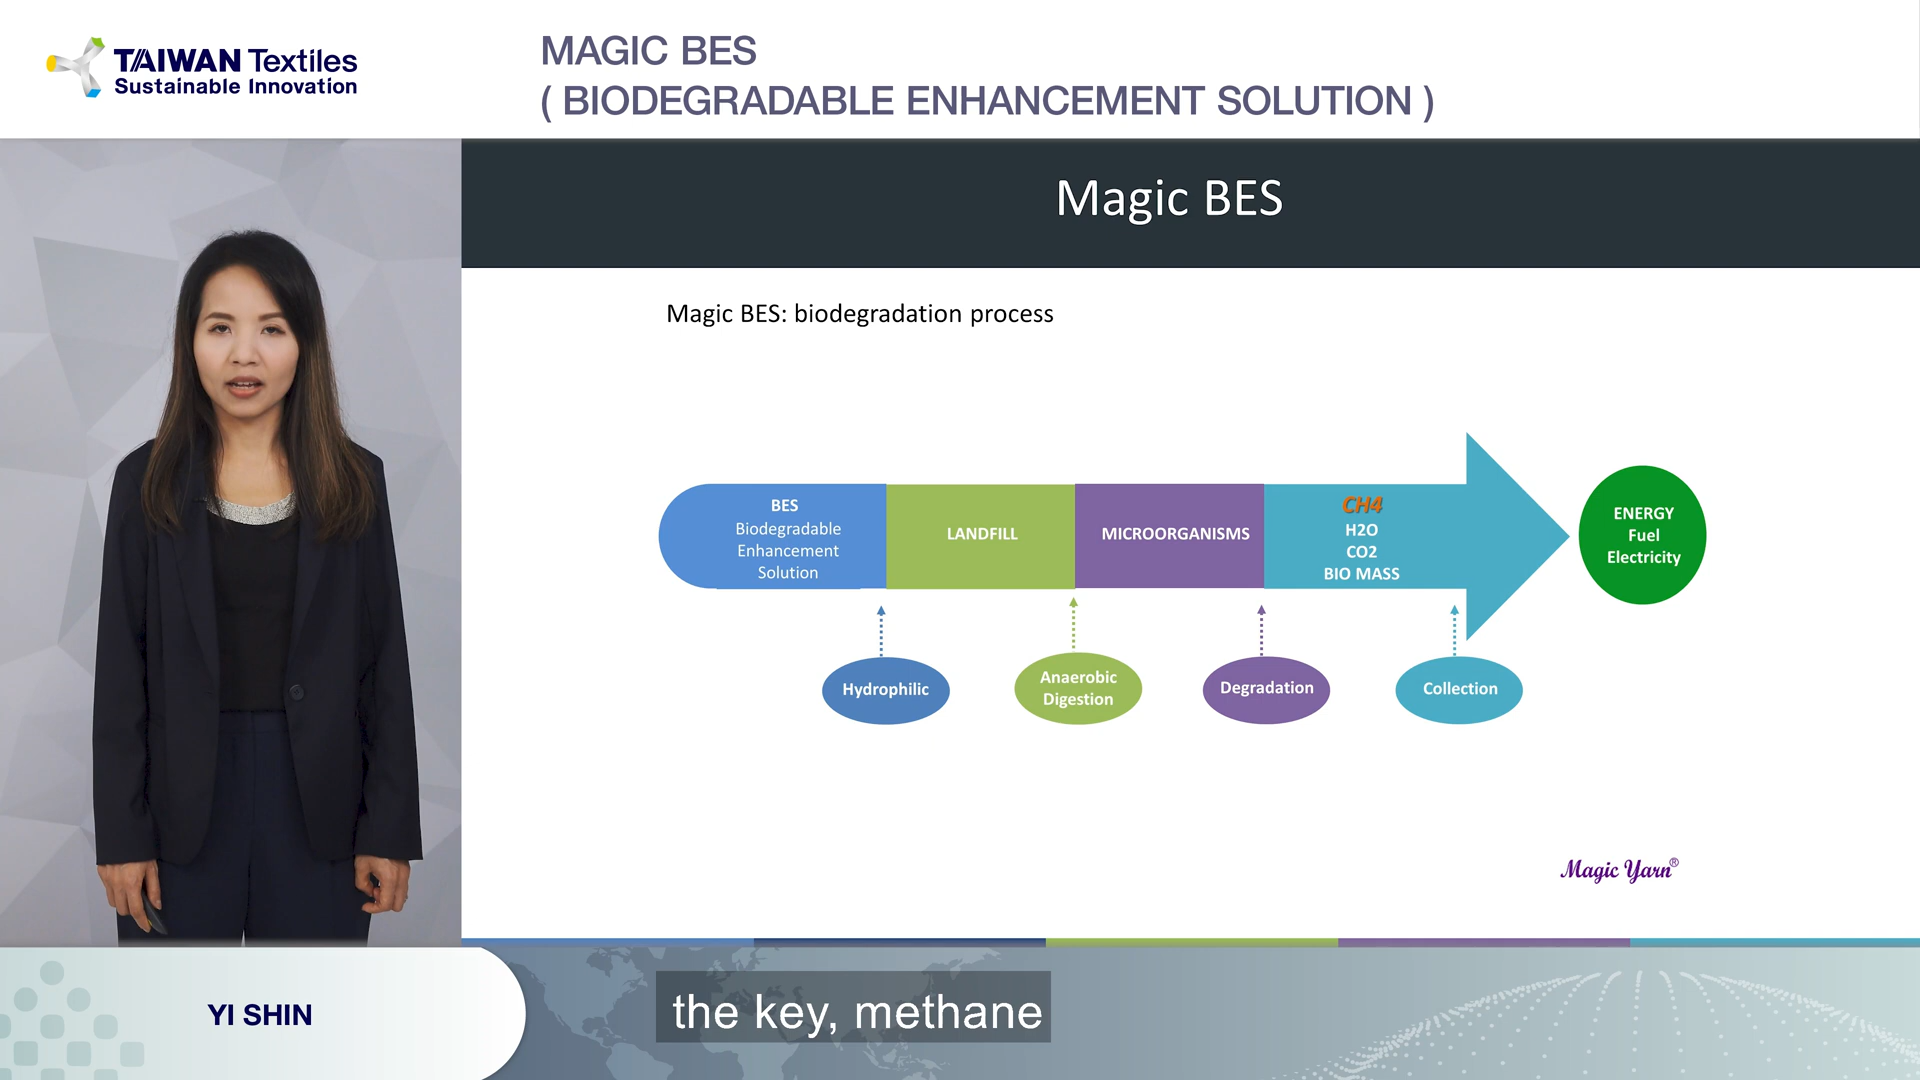 TAIWAN Textiles
Sustainable Innovation
MAGIC BES
( BIODEGRADABLE ENHANCEMENT SOLUTION )
Magic BES
Magic BES: biodegradation process
BES
Biodegradable
Enhancement
Solution
LANDFILL
MICROORGANISMS
CH4
H2O
CO2
BIO MASS
ENERGY
Fuel
Electricity
Hydrophilic
Anaerobic
Digestion
Degradation
Collection
Magic Yarn®
YI SHIN
the key, methane